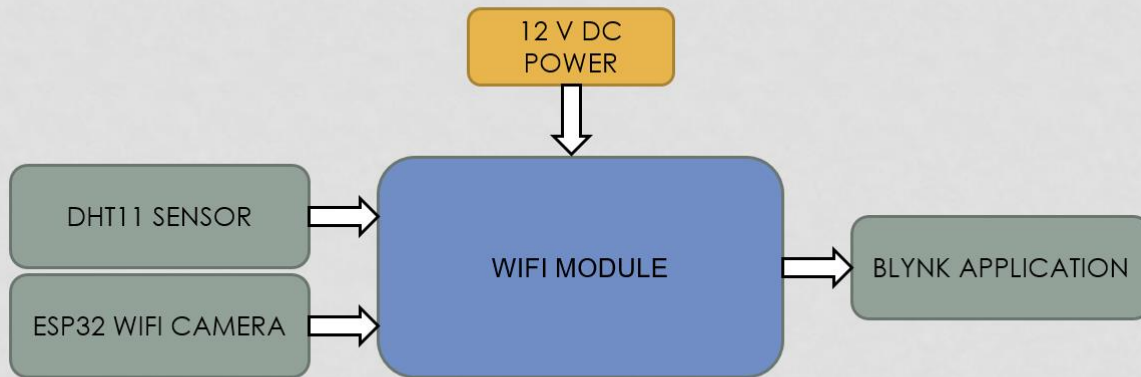 12 V DC
POWER
DHT11 SENSOR
WIFI MODULE
BLYNK APPLICATION
ESP32 WIFI CAMERA